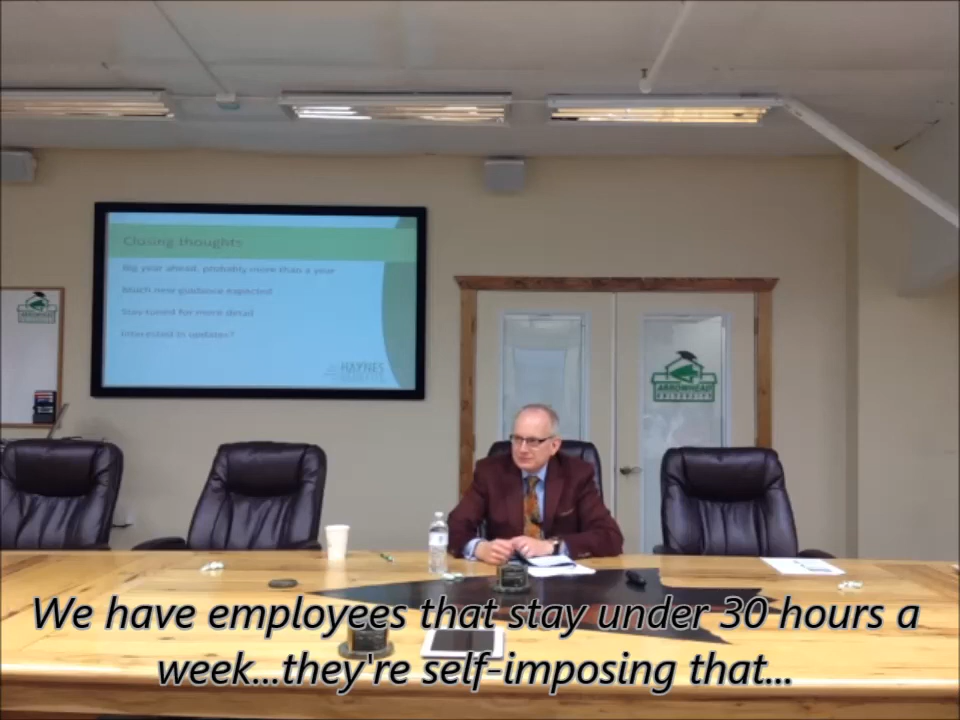 Closing thoughts
Big year ahead, probably more than a year
Much new guidance expected
Stay tuned for more detail
Interested in updates?
HAYNES
ARROWHEAD
UNIVERSITY
We have employees that stay under 30 hours a
week...they're self-imposing that...